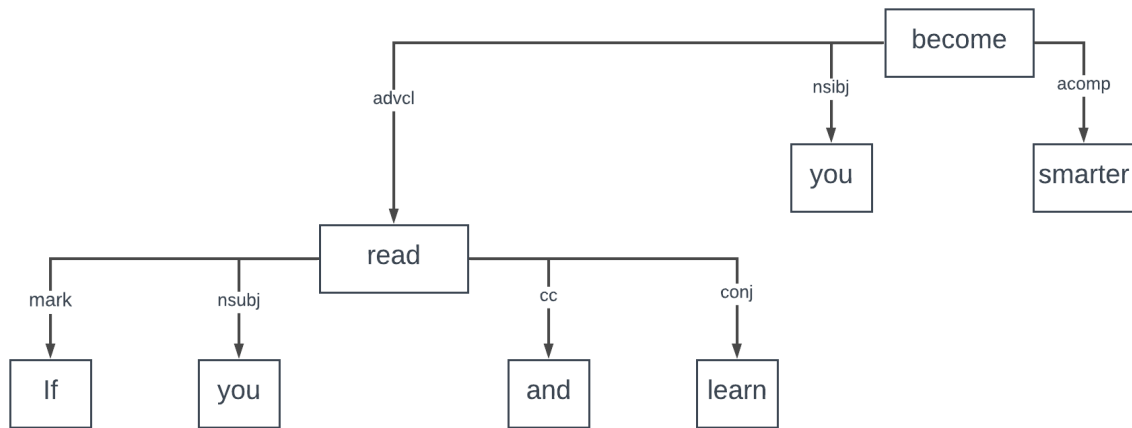 become
advcl
nsibj
acomp
you
smarter
read
mark
nsubj
cc
conj
If
you
and
learn